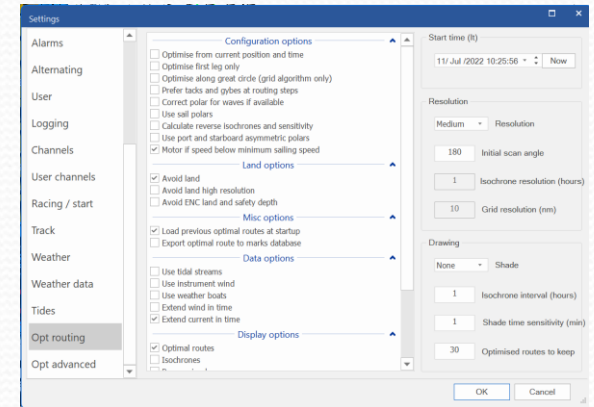 Settings
Alarms
Alternating
User
Logging
Channels
User channels
Racing / start
Track
Weather
Weather data
Tides
Opt routing
Opt advanced
Configuration options
Optimise from current position and time
Optimise first leg only
Optimise along great circle (grid algorithm only)
Prefer tacks and gybes at routing steps
Correct polar for waves if available
Use sail polars
Calculate reverse isochrones and sensitivity
Use port and starboard asymmetric polars
Motor if speed below minimum sailing speed
Land options
Avoid land
Avoid land high resolution
Avoid ENC land and safety depth
Misc options
Load previous optimal routes at startup
Export optimal route to marks database
Data options
Use tidal streams
Use instrument wind
Use weather boats
Extend wind in time
Extend current in time
Display options
Optimal routes
Isochrones
Start time (lt)
11/ Jul /2022 10:25:56 Now
Resolution
Medium Resolution
180 Initial scan angle
1 Isochrone resolution (hours)
10 Grid resolution (nm)
Drawing
None Shade
1 Isochrone interval (hours)
1 Shade time sensitivity (min)
30 Optimised routes to keep
OK Cancel